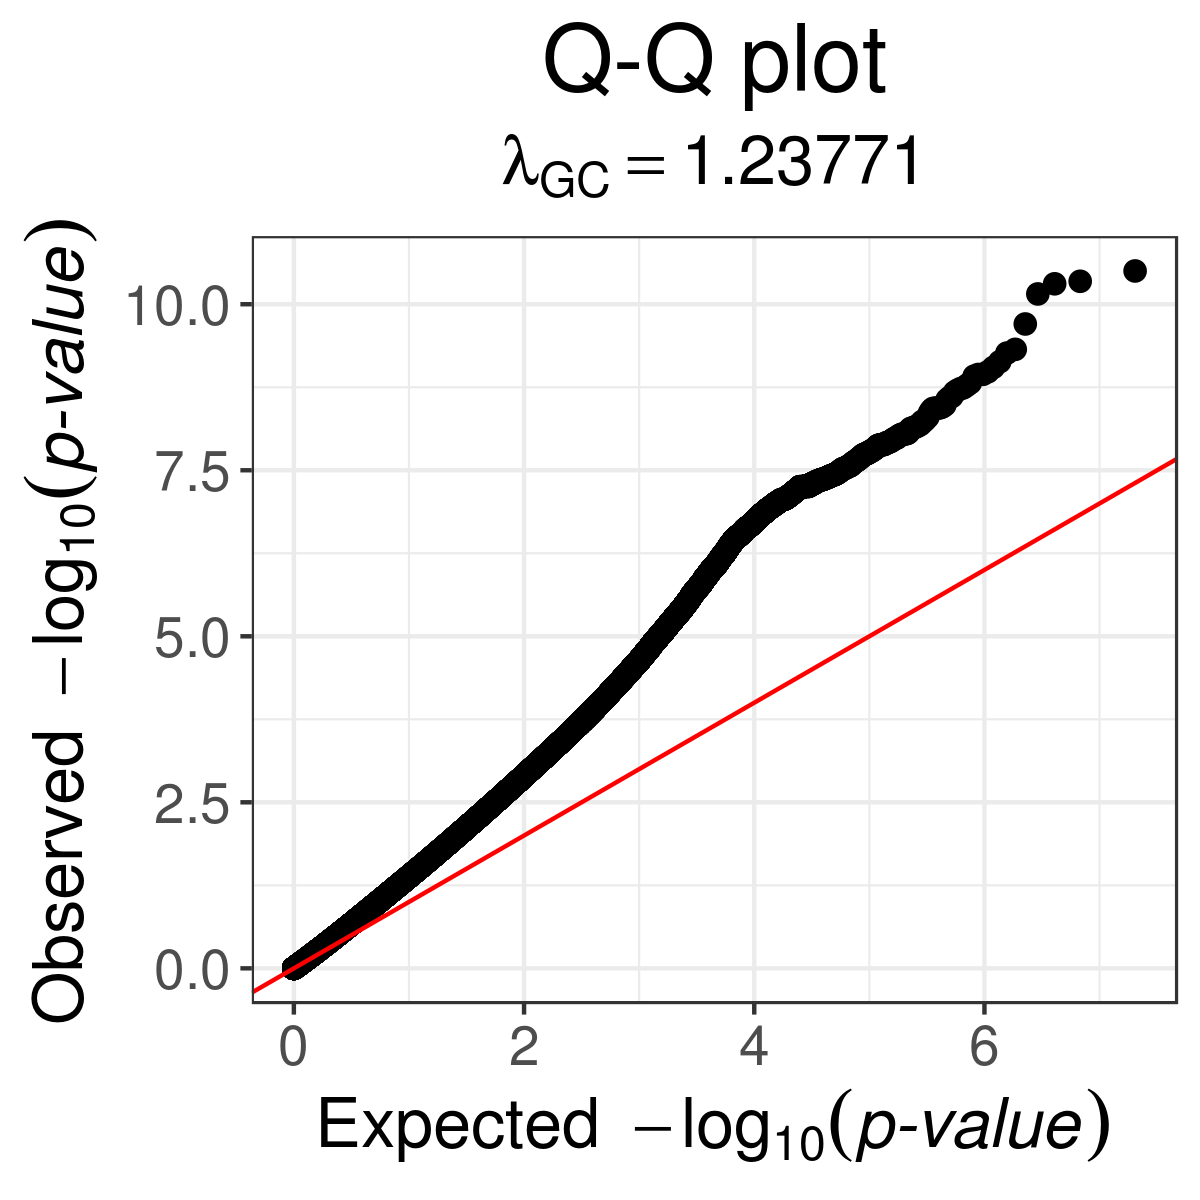 Q-Q plot
λGC = 1.23771
Observed −log10(p-value)
10.0
7.5
5.0
2.5
0.0
0 2 4 6
Expected −log10(p-value)